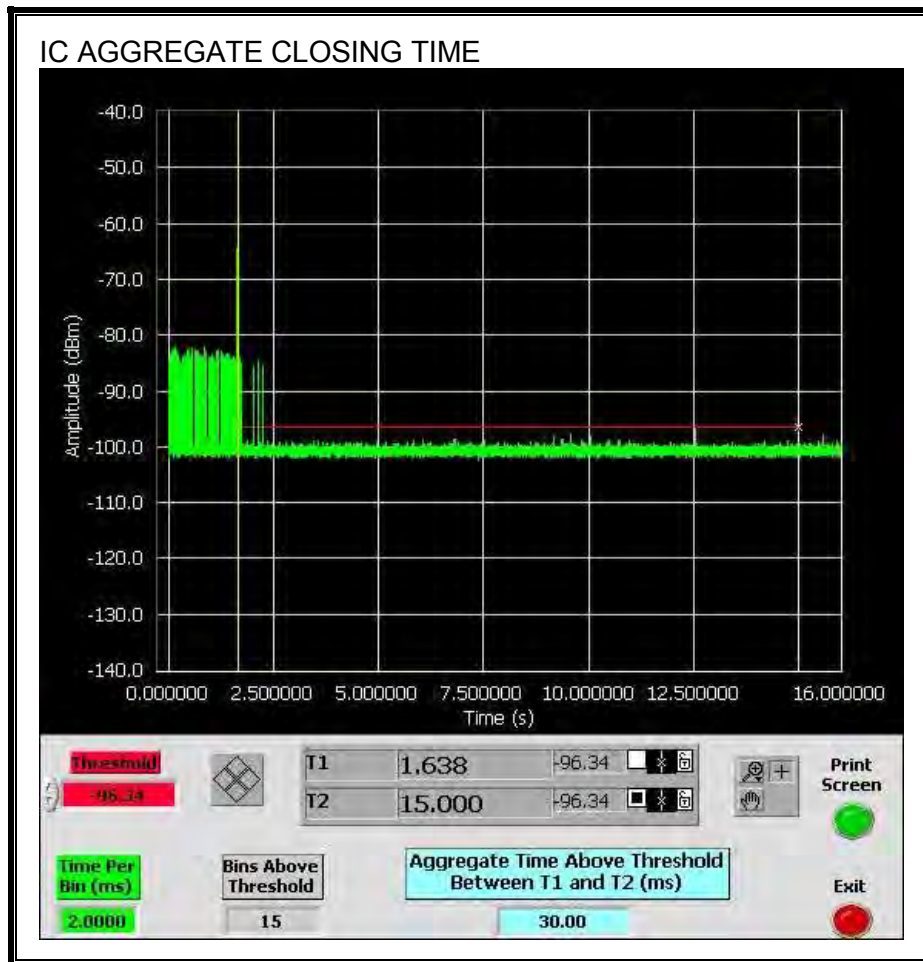 IC AGGREGATE CLOSING TIME
Amplitude (dBm)
-40.0
-50.0
-60.0
-70.0
-80.0
-90.0
-100.0
-110.0
-120.0
-130.0
-140.0
0.000000 2.500000 5.000000 7.500000 10.000000 12.500000 16.000000
Time (s)
Threshold
-96.34
T1 1.638 -96.34
T2 15.000 -96.34
Print Screen
Time Per Bin (ms)
2.0000
Bins Above Threshold
15
Aggregate Time Above Threshold
Between T1 and T2 (ms)
30.00
Exit